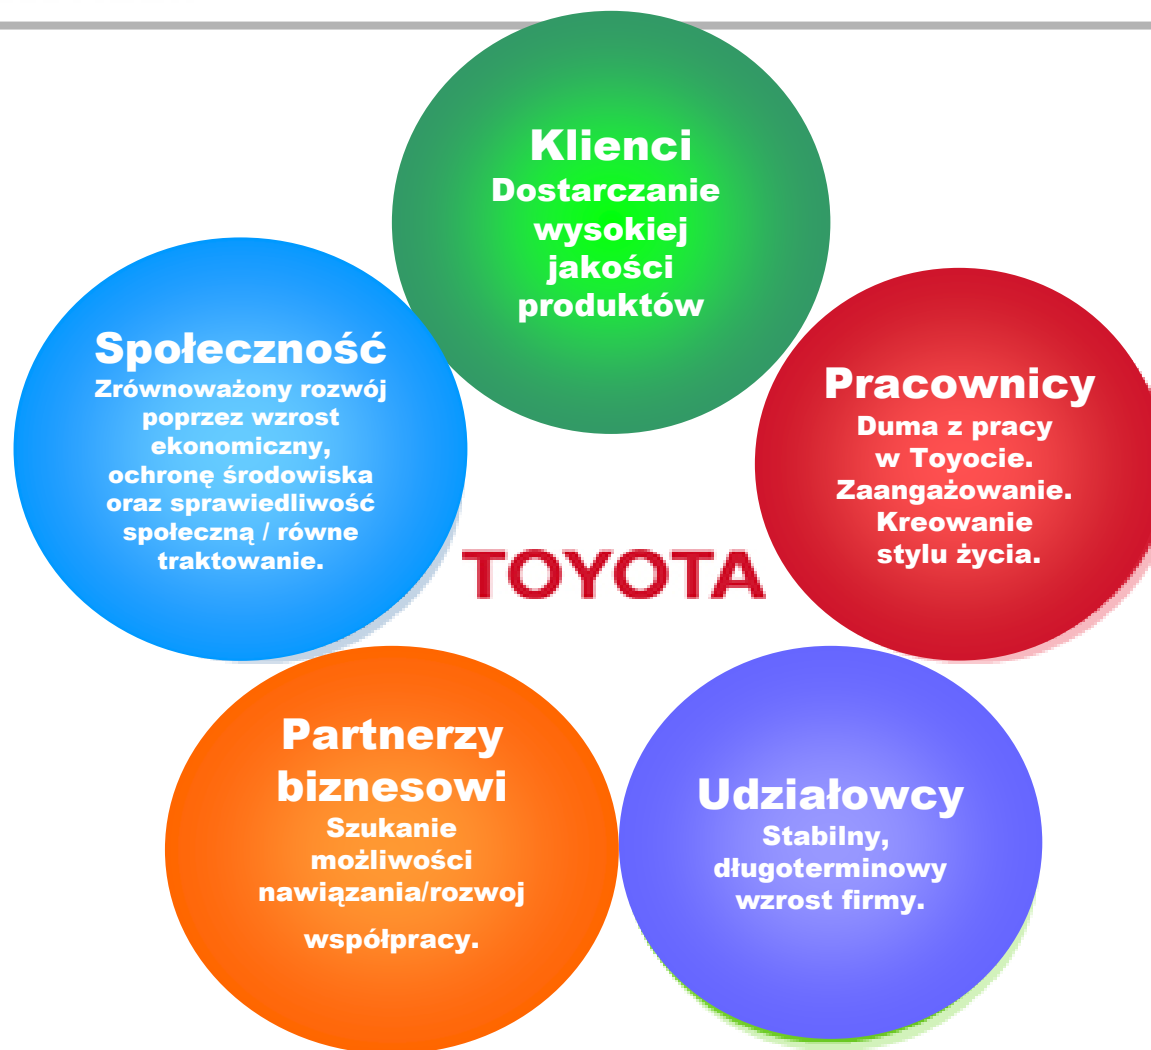 Klienci
Dostarczanie
wysokiej
jakości
produktów
Społeczność
Zrównoważony rozwój
poprzez wzrost
ekonomiczny,
ochronę środowiska
oraz sprawiedliwość
społeczną / równe
traktowanie.
Pracownicy
Duma z pracy
w Toyocie.
Zaangażowanie.
Kreowanie
stylu życia.
TOYOTA
Partnerzy
biznesowi
Szukanie
możliwości
nawiązania/rozwoj
współpracy.
Udziałowcy
Stabilny,
długoterminowy
wzrost firmy.